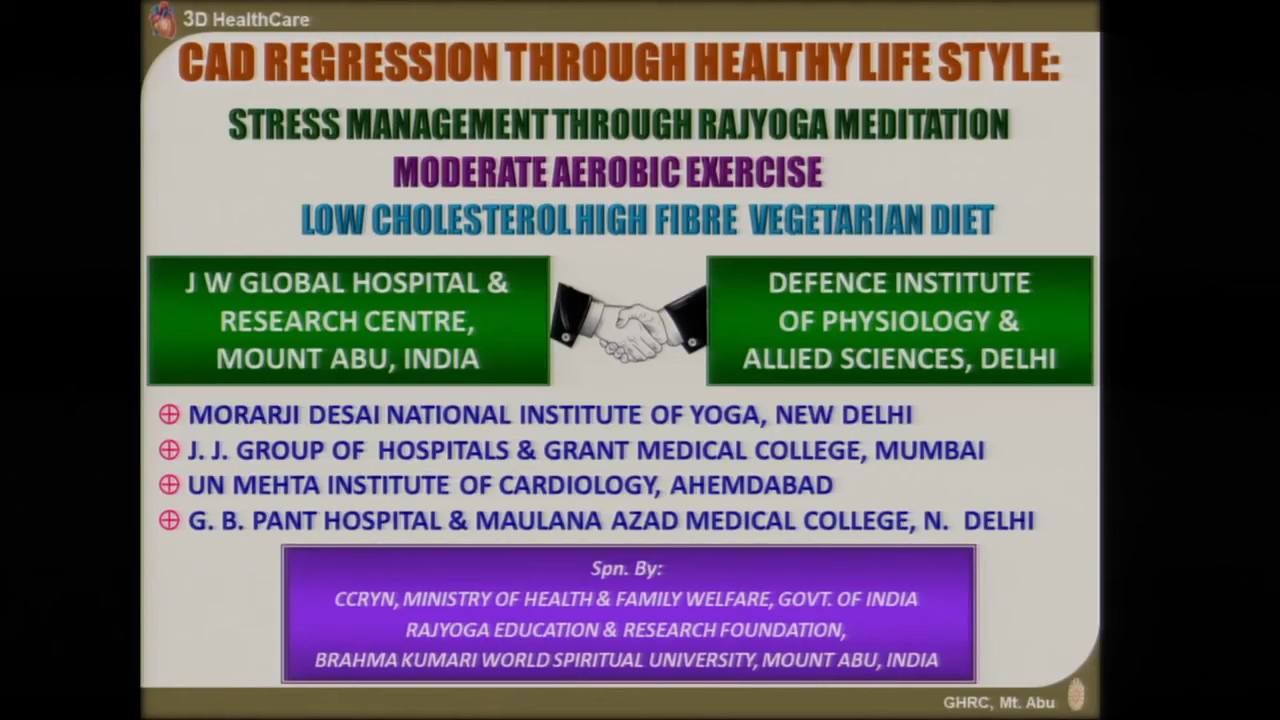 3D HealthCare
CAD REGRESSION THROUGH HEALTHY LIFE STYLE:
STRESS MANAGEMENT THROUGH RAJYOGA MEDITATION
MODERATE AEROBIC EXERCISE
LOW CHOLESTEROL HIGH FIBRE VEGETARIAN DIET
J W GLOBAL HOSPITAL &
RESEARCH CENTRE,
MOUNT ABU, INDIA
DEFENCE INSTITUTE
OF PHYSIOLOGY &
ALLIED SCIENCES, DELHI
MORARJI DESAI NATIONAL INSTITUTE OF YOGA, NEW DELHI
J. J. GROUP OF HOSPITALS & GRANT MEDICAL COLLEGE, MUMBAI
UN MEHTA INSTITUTE OF CARDIOLOGY, AHEMDABAD
G. B. PANT HOSPITAL & MAULANA AZAD MEDICAL COLLEGE, N. DELHI
Spn. By:
CCRYN, MINISTRY OF HEALTH & FAMILY WELFARE, GOVT. OF INDIA
RAJYOGA EDUCATION & RESEARCH FOUNDATION,
BRAHMA KUMARI WORLD SPIRITUAL UNIVERSITY, MOUNT ABU, INDIA
GHRC, Mt. Abu